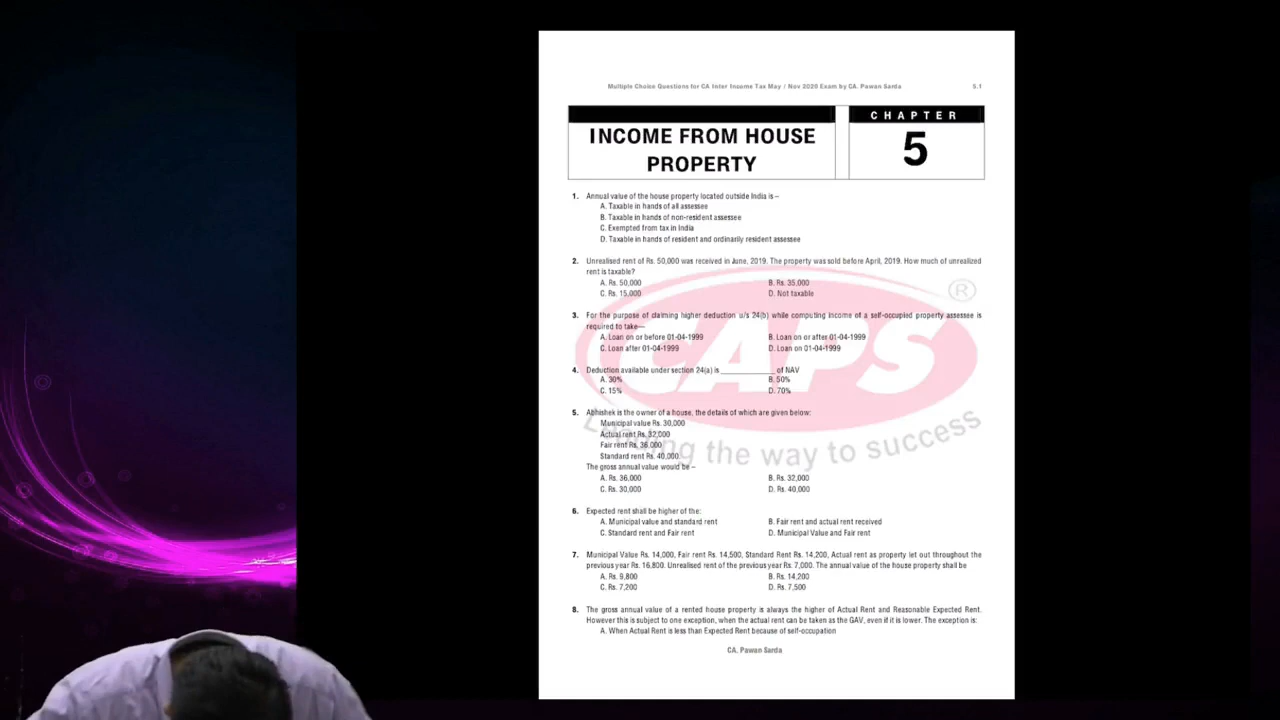 Multiple Choice Questions for CA Inter Income Tax May / Nov 2020 Exam by CA. Pawan Sarda 5.1
INCOME FROM HOUSE
PROPERTY
CHAPTER
5
1. Annual value of the house property located outside India is –
A. Taxable in hands of all assessee
B. Taxable in hands of non-resident assessee
C. Exempted from tax in India
D. Taxable in hands of resident and ordinarily resident assessee
2. Unrealised rent of Rs. 50,000 was received in June, 2019. The property was sold before April, 2019. How much of unrealized
rent is taxable?
A. Rs. 50,000 B. Rs. 35,000
C. Rs. 15,000 D. Not taxable
3. For the purpose of claiming higher deduction u/s 24(b) while computing income of a self-occupied property assessee is
required to take—
A. Loan on or before 01-04-1999 B. Loan on or after 01-04-1999
C. Loan after 01-04-1999 D. Loan on 01-04-1999
4. Deduction available under section 24(a) is ____________ of NAV
A. 30% B. 50%
C. 15% D. 70%
5. Abhishek is the owner of a house, the details of which are given below:
Municipal value Rs. 30,000
Actual rent Rs. 32,000
Fair rent Rs. 36,000
Standard rent Rs. 40,000
The gross annual value would be –
A. Rs. 36,000 B. Rs. 32,000
C. Rs. 30,000 D. Rs. 40,000
6. Expected rent shall be higher of the:
A. Municipal value and standard rent B. Fair rent and actual rent received
C. Standard rent and Fair rent D. Municipal Value and Fair rent
7. Municipal Value Rs. 14,000, Fair rent Rs. 14,500, Standard Rent Rs. 14,200, Actual rent as property let out throughout the
previous year Rs. 16,800. Unrealised rent of the previous year Rs. 7,000. The annual value of the house property shall be
A. Rs. 9,800 B. Rs. 14,200
C. Rs. 7,200 D. Rs. 7,500
8. The gross annual value of a rented house property is always the higher of Actual Rent and Reasonable Expected Rent.
However this is subject to one exception, when the actual rent can be taken as the GAV, even if it is lower. The exception is:
A. When Actual Rent is less than Expected Rent because of self-occupation
CA. Pawan Sarda
CAPS ®
Leading the way to success